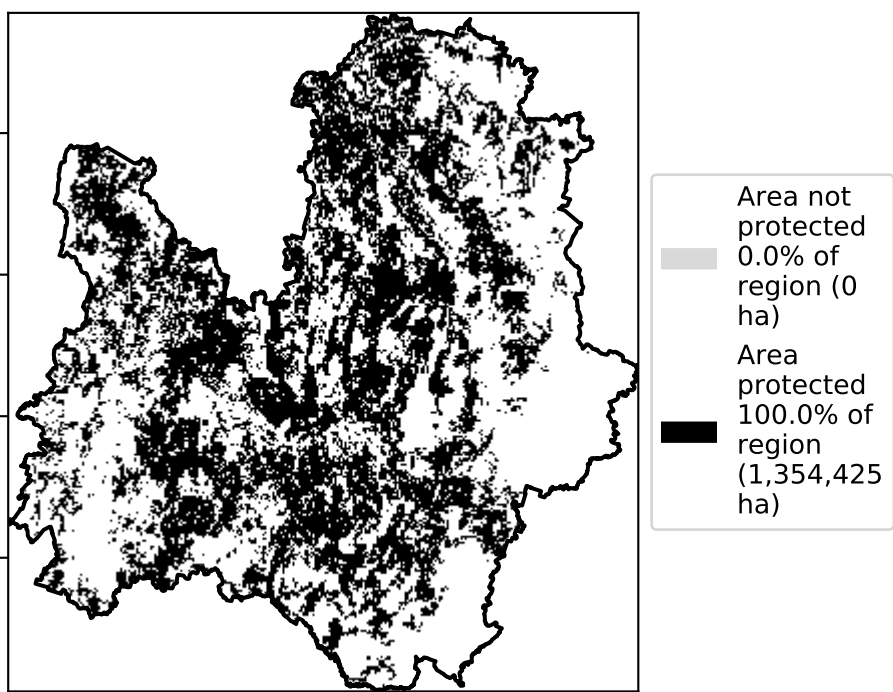 Area not
protected
0.0% of
region (0
ha)
Area
protected
100.0% of
region
(1,354,425
ha)